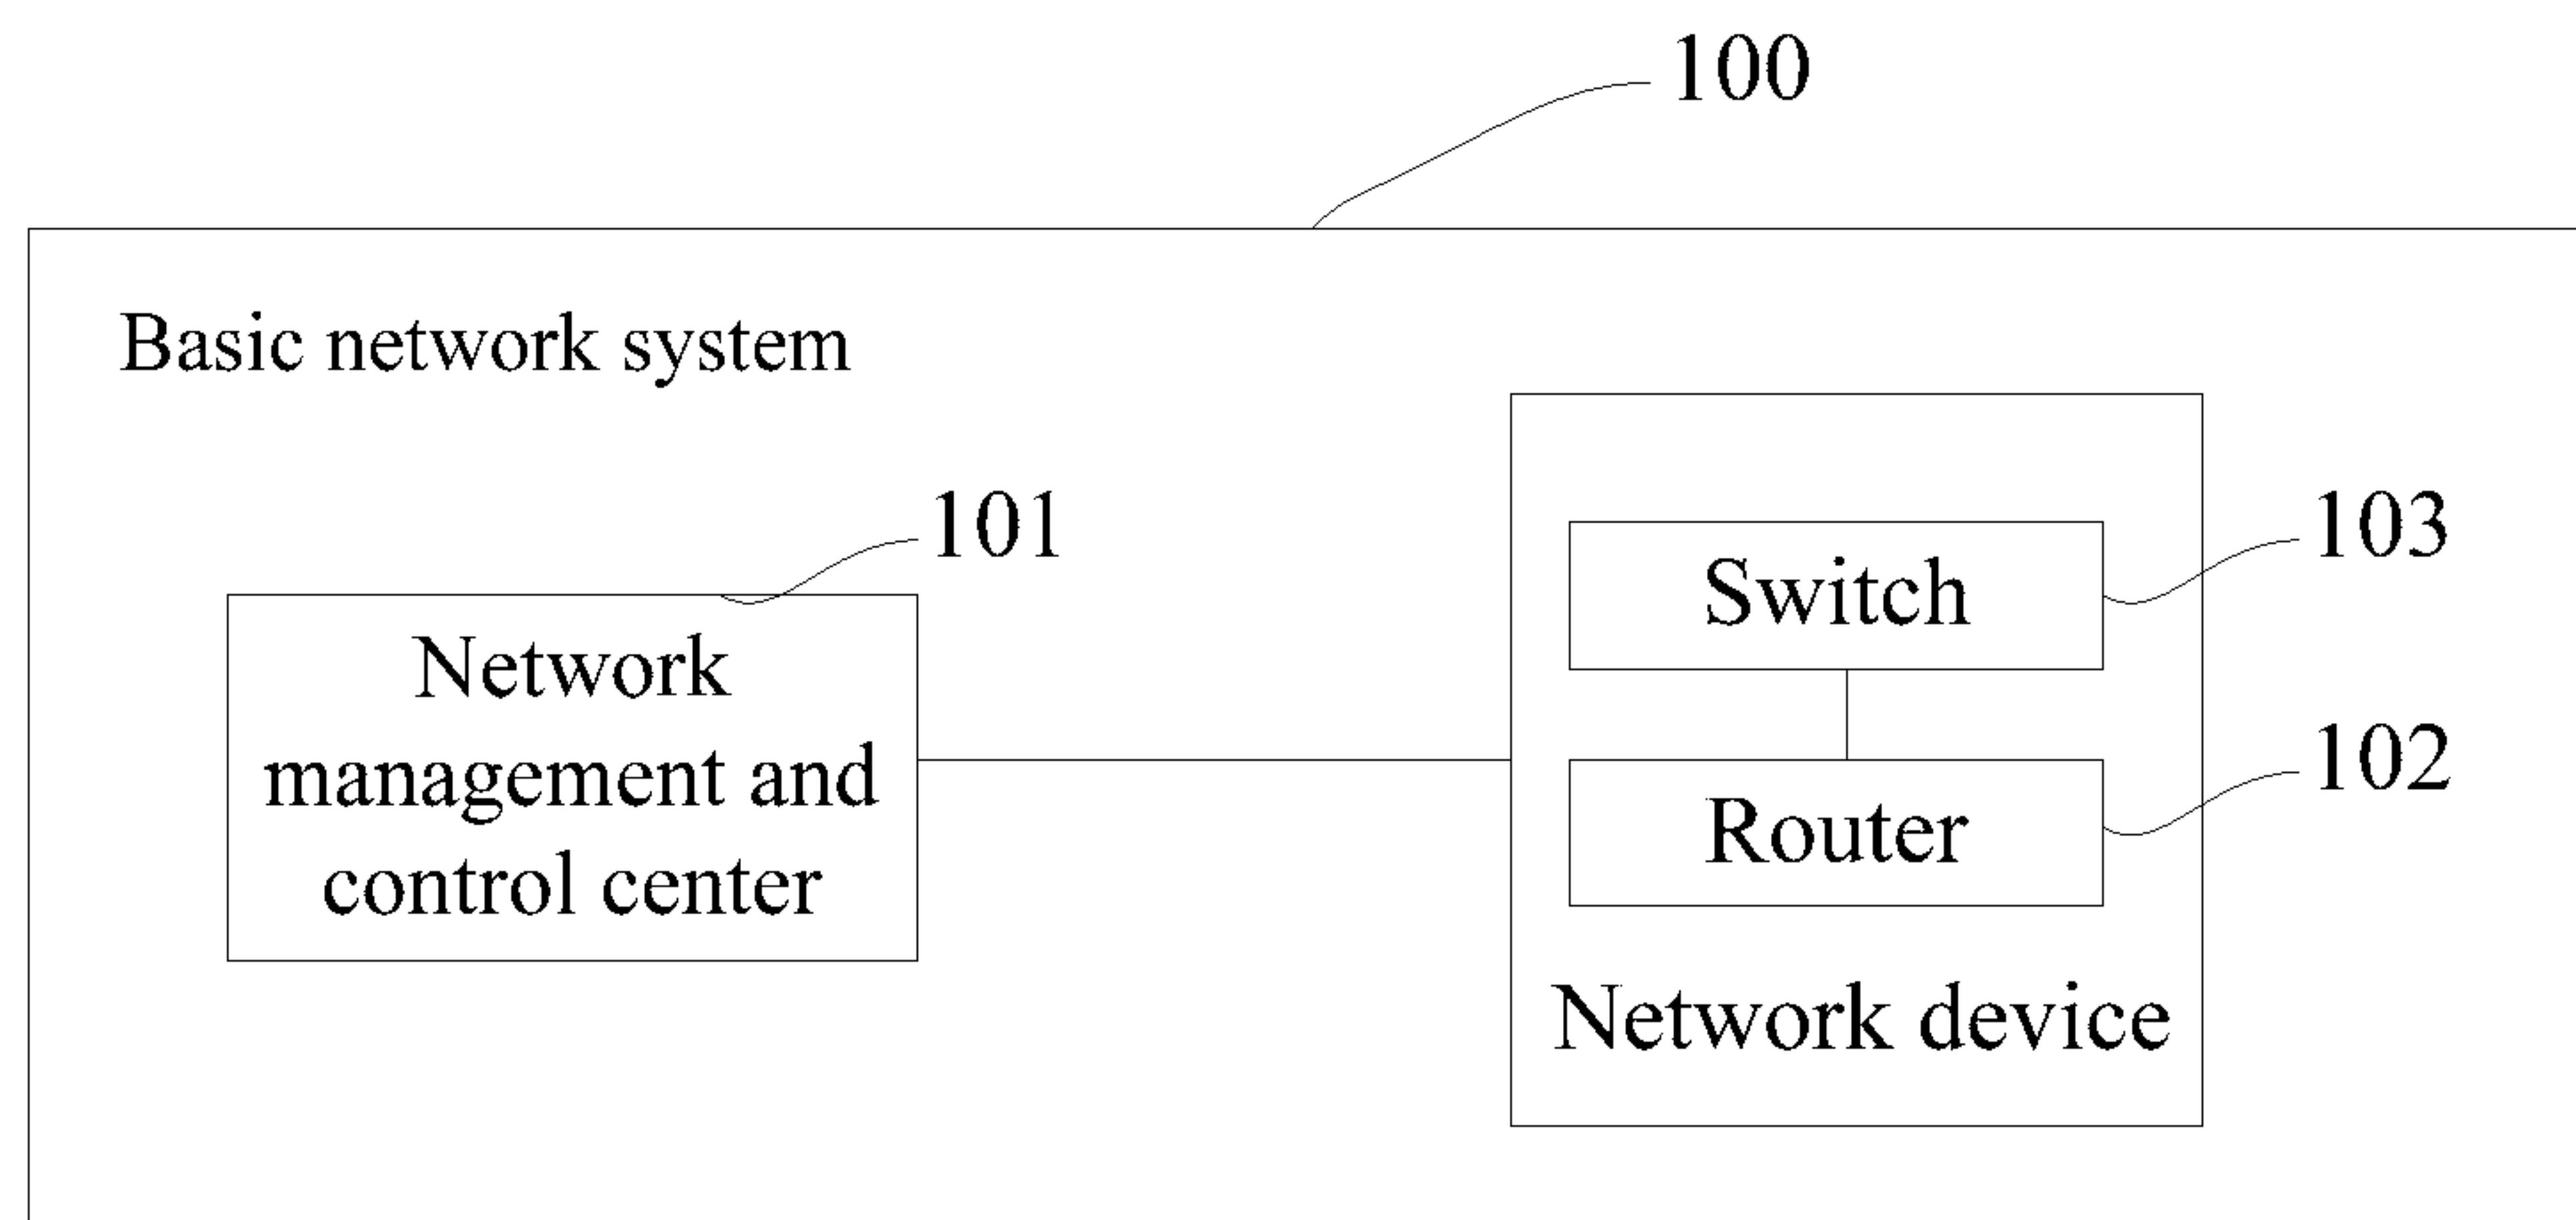 100
Basic network system
101
Network
management and
control center
103
Switch
102
Router
Network device